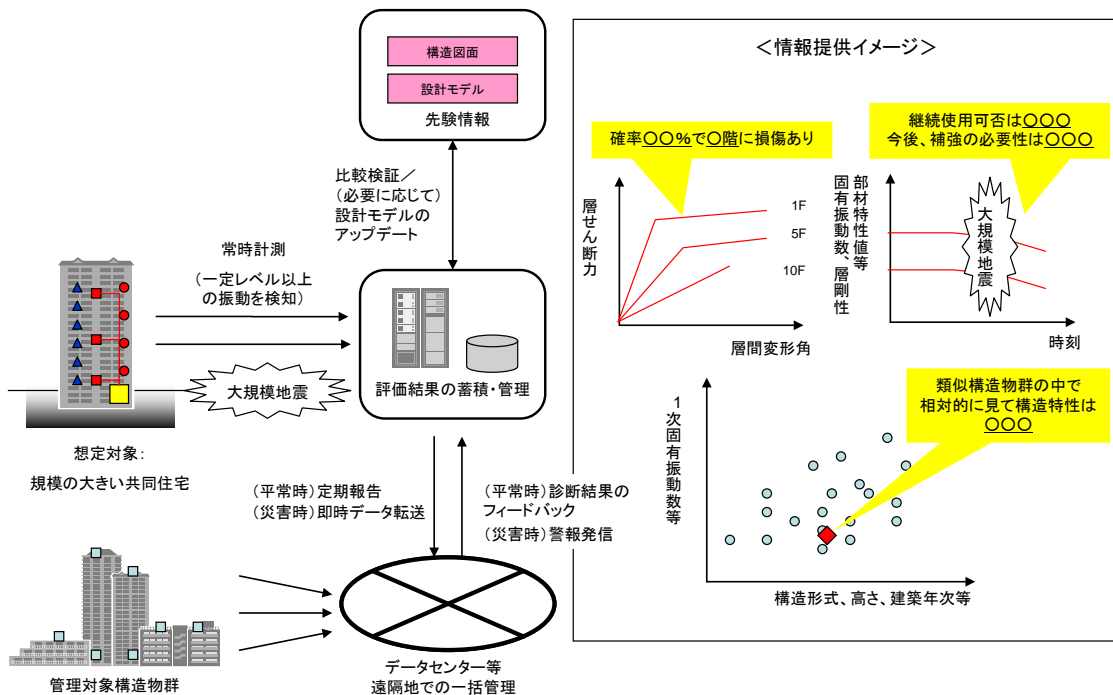 構造図面
設計モデル
先験情報
比較検証／
（必要に応じて）
設計モデルの
アップデート
常時計測
（一定レベル以上
の振動を検知）
大規模地震
評価結果の蓄積・管理
想定対象：
規模の大きい共同住宅
（平常時）定期報告
（災害時）即時データ転送
（平常時）診断結果の
フィードバック
（災害時）警報発信
管理対象構造物群
データセンター等
遠隔地での一括管理
＜情報提供イメージ＞
確率〇〇%で〇階に損傷あり
層せん断力
1F
5F
10F
層間変形角
継続使用可否は〇〇〇
今後、補強の必要性は〇〇〇
固有振動数、層剛性
部材特性値等
大規模地震
時刻
類似構造物群の中で
相対的に見て構造特性は
〇〇〇
１次固有振動数等
構造形式、高さ、建築年次等